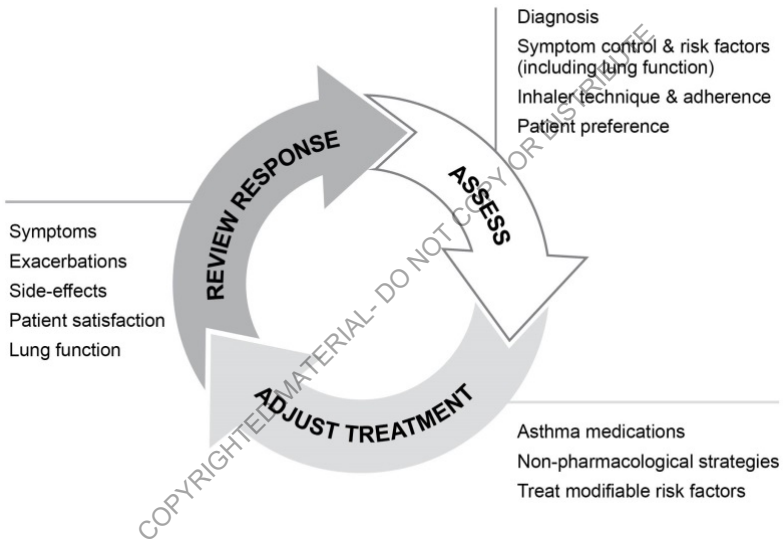 Diagnosis
Symptom control & risk factors
(including lung function)
Inhaler technique & adherence
Patient preference
REVIEW RESPONSE
ASSESS
Symptoms
Exacerbations
Side-effects
Patient satisfaction
Lung function
ADJUST TREATMENT
Asthma medications
Non-pharmacological strategies
Treat modifiable risk factors
COPYRIGHTED MATERIAL- DO NOT COPY OR DISTRIBUTE